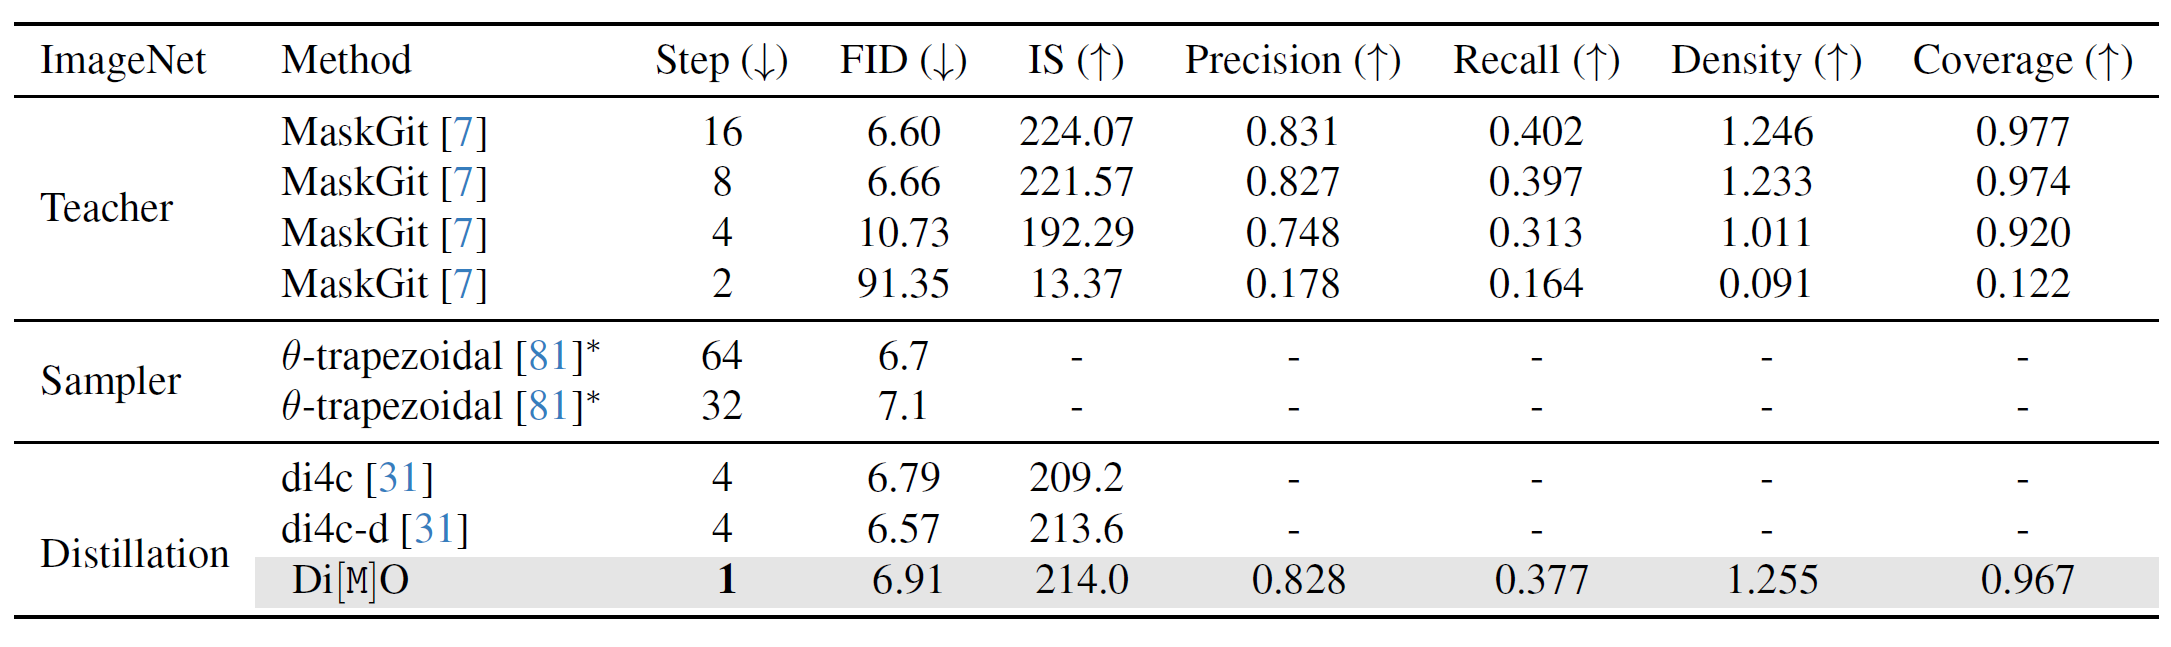 ImageNet Method Step (↓) FID (↓) IS (↑) Precision (↑) Recall (↑) Density (↑) Coverage (↑)
Teacher
MaskGit [7] 16 6.60 224.07 0.831 0.402 1.246 0.977
MaskGit [7] 8 6.66 221.57 0.827 0.397 1.233 0.974
MaskGit [7] 4 10.73 192.29 0.748 0.313 1.011 0.920
MaskGit [7] 2 91.35 13.37 0.178 0.164 0.091 0.122
Sampler
θ-trapezoidal [81]* 64 6.7 - - - - -
θ-trapezoidal [81]* 32 7.1 - - - - -
Distillation
di4c [31] 4 6.79 209.2 - - - -
di4c-d [31] 4 6.57 213.6 - - - -
Di[M]O 1 6.91 214.0 0.828 0.377 1.255 0.967